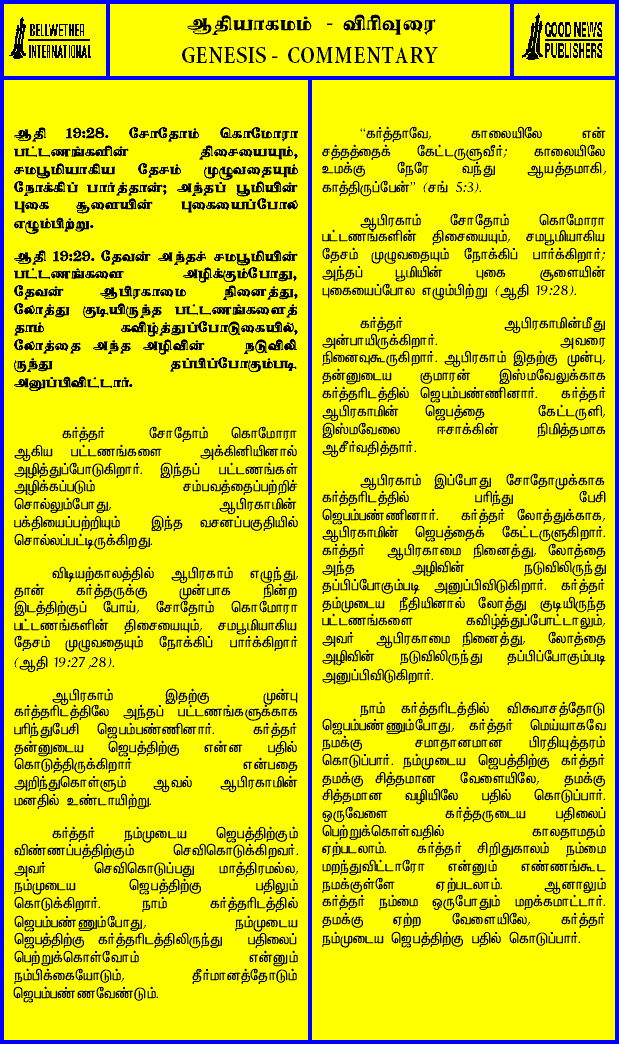 BELLWETHER
INTERNATIONAL
ஆதியாகமம் - விரிவுரை
GENESIS - COMMENTARY
GOOD NEWS
PUBLISHERS
ஆதி 19:28. சோதோம் கொமோரா
பட்டணங்களின் திசையையும்,
சமபூமியாகிய தேசம் முழுவதையும்
நோக்கிப் பார்த்தான்; அந்தப் பூமியின்
புகை சூளையின் புகையைப்போல
எழும்பிற்று.
ஆதி 19:29. தேவன் அந்தச் சமபூமியின்
பட்டணங்களை அழிக்கும்போது,
தேவன் ஆபிரகாமை நினைத்து,
லோத்து குடியிருந்த பட்டணங்களைத்
தாம் கவிழ்த்துப்போடுகையில்,
லோத்தை அந்த அழிவின் நடுவிலி
ருந்து தப்பிப்போகும்படி
அனுப்பிவிட்டார்.
கர்த்தர் சோதோம் கொமோரா
ஆகிய பட்டணங்களை அக்கினியினால்
அழித்துப்போடுகிறார். இந்தப் பட்டணங்கள்
அழிக்கப்படும் சம்பவத்தைப்பற்றிச்
சொல்லும்போது, ஆபிரகாமின்
பக்தியைப்பற்றியும் இந்த வசனப்பகுதியில்
சொல்லப்பட்டிருக்கிறது.
விடியற்காலத்தில் ஆபிரகாம் எழுந்து,
தான் கர்த்தருக்கு முன்பாக நின்ற
இடத்திற்குப் போய், சோதோம் கொமோரா
பட்டணங்களின் திசையையும், சமபூமியாகிய
தேசம் முழுவதையும் நோக்கிப் பார்க்கிறார்
(ஆதி 19:27,28).
ஆபிரகாம் இதற்கு முன்பு
கர்த்தரிடத்திலே அந்தப் பட்டணங்களுக்காக
பரிந்துபேசி ஜெபம்பண்ணினார். கர்த்தர்
தன்னுடைய ஜெபத்திற்கு என்ன பதில்
கொடுத்திருக்கிறார் என்பதை
அறிந்துகொள்ளும் ஆவல் ஆபிரகாமின்
மனதில் உண்டாயிற்று.
கர்த்தர் நம்முடைய ஜெபத்திற்கும்
விண்ணப்பத்திற்கும் செவிகொடுக்கிறவர்.
அவர் செவிகொடுப்பது மாத்திரமல்ல,
நம்முடைய ஜெபத்திற்கு பதிலும்
கொடுக்கிறார். நாம் கர்த்தரிடத்தில்
ஜெபம்பண்ணும்போது, நம்முடைய
ஜெபத்திற்கு கர்த்தரிடத்திலிருந்து பதிலைப்
பெற்றுக்கொள்வோம் என்னும்
நம்பிக்கையோடும், தீர்மானத்தோடும்
ஜெபம்பண்ணவேண்டும்.
“கர்த்தாவே, காலையிலே என்
சத்தத்தைக் கேட்டருளுவீர்; காலையிலே
உமக்கு நேரே வந்து ஆயத்தமாகி,
காத்திருப்பேன்” (சங் 5:3).
ஆபிரகாம் சோதோம் கொமோரா
பட்டணங்களின் திசையையும், சமபூமியாகிய
தேசம் முழுவதையும் நோக்கிப் பார்க்கிறார்;
அந்தப் பூமியின் புகை சூளையின்
புகையைப்போல எழும்பிற்று (ஆதி 19:28).
கர்த்தர் ஆபிரகாமின்மீது
அன்பாயிருக்கிறார். அவரை
நினைவுகூருகிறார். ஆபிரகாம் இதற்கு முன்பு,
தன்னுடைய குமாரன் இஸ்மவேலுக்காக
கர்த்தரிடத்தில் ஜெபம்பண்ணினார். கர்த்தர்
ஆபிரகாமின் ஜெபத்தை கேட்டருளி,
இஸ்மவேலை ஈசாக்கின் நிமித்தமாக
ஆசீர்வதித்தார்.
ஆபிரகாம் இப்போது சோதோமுக்காக
கர்த்தரிடத்தில் பரிந்து பேசி
ஜெபம்பண்ணினார். கர்த்தர் லோத்துக்காக,
ஆபிரகாமின் ஜெபத்தைக் கேட்டருளுகிறார்.
கர்த்தர் ஆபிரகாமை நினைத்து, லோத்தை
அந்த அழிவின் நடுவிலிருந்து
தப்பிப்போகும்படி அனுப்பிவிடுகிறார். கர்த்தர்
தம்முடைய நீதியினால் லோத்து குடியிருந்த
பட்டணங்களை கவிழ்த்துப்போட்டாலும்,
அவர் ஆபிரகாமை நினைத்து, லோத்தை
அழிவின் நடுவிலிருந்து தப்பிப்போகும்படி
அனுப்பிவிடுகிறார்.
நாம் கர்த்தரிடத்தில் விசுவாசத்தோடு
ஜெபம்பண்ணும்போது, கர்த்தர் மெய்யாகவே
நமக்கு சமாதானமான பிரதியுத்தரம்
கொடுப்பார். நம்முடைய ஜெபத்திற்கு கர்த்தர்
தமக்கு சித்தமான வேளையிலே, தமக்கு
சித்தமான வழியிலே பதில் கொடுப்பார்.
ஒருவேளை கர்த்தருடைய பதிலைப்
பெற்றுக்கொள்வதில் காலதாமதம்
ஏற்படலாம். கர்த்தர் சிறிதுகாலம் நம்மை
மறந்துவிட்டாரோ என்னும் எண்ணங்கூட
நமக்குள்ளே ஏற்படலாம். ஆனாலும்
கர்த்தர் நம்மை ஒருபோதும் மறக்கமாட்டார்.
தமக்கு ஏற்ற வேளையிலே, கர்த்தர்
நம்முடைய ஜெபத்திற்கு பதில் கொடுப்பார்.